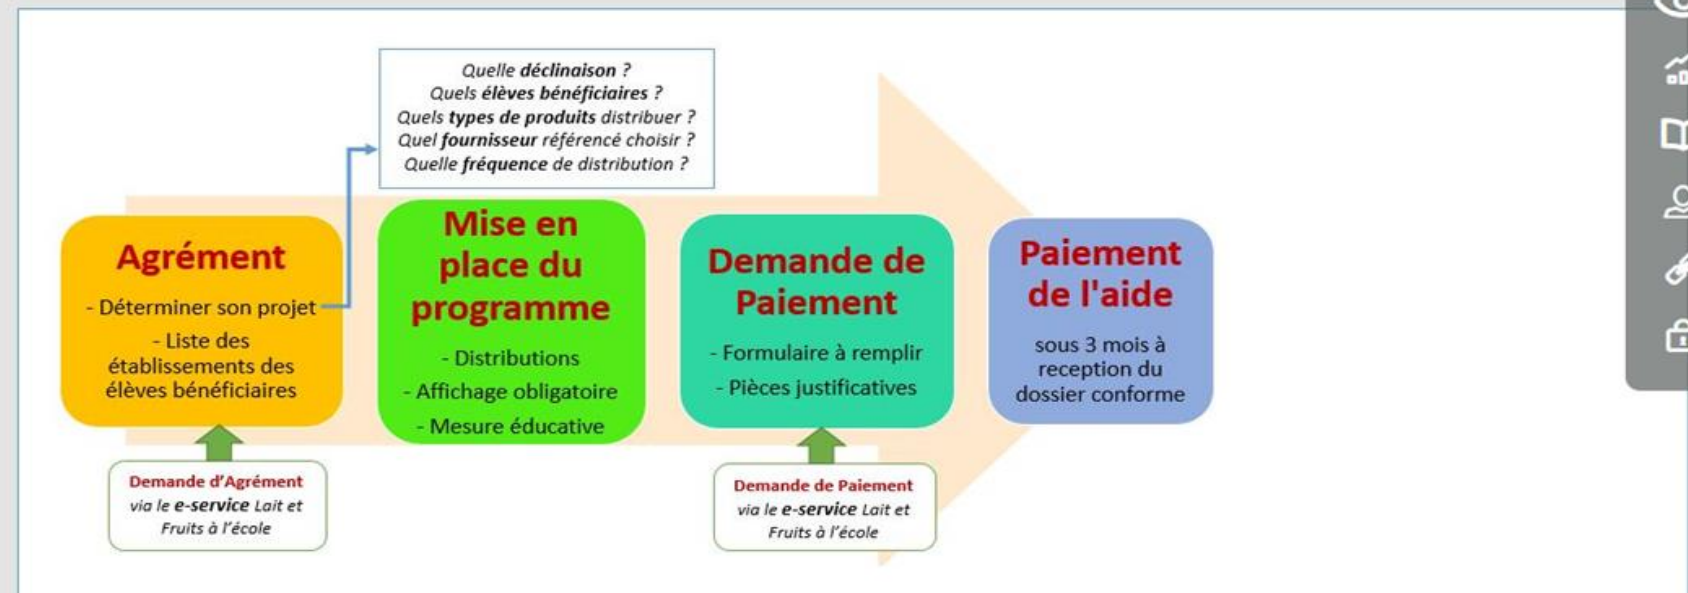 Quelle déclinaison ?
Quels élèves bénéficiaires ?
Quels types de produits distribuer ?
Quel fournisseur référencé choisir ?
Quelle fréquence de distribution ?
Agrément
- Déterminer son projet
- Liste des
établissements des
élèves bénéficiaires
Demande d'Agrément
via le e-service Lait et
Fruits à l'école
Mise en
place du
programme
- Distributions
- Affichage obligatoire
- Mesure éducative
Demande de
Paiement
- Formulaire à remplir
- Pièces justificatives
Demande de Paiement
via le e-service Lait et
Fruits à l'école
Paiement
de l'aide
sous 3 mois à
reception du
dossier conforme